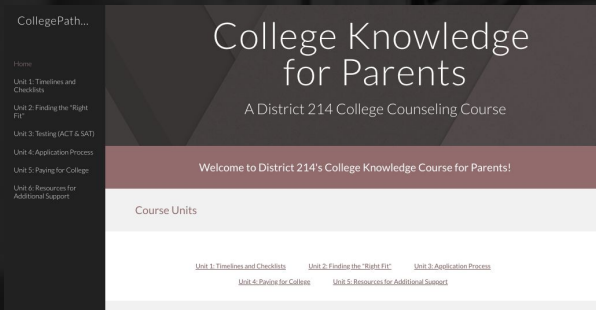 CollegePath...
Home
Unit 1: Timelines and
Checklists
Unit 2: Finding the "Right
Fit"
Unit 3: Testing (ACT & SAT)
Unit 4: Application Process
Unit 5: Paying for College
Unit 6: Resources for
Additional Support
College Knowledge
for Parents
A District 214 College Counseling Course
Welcome to District 214's College Knowledge Course for Parents!
Course Units
Unit 1: Timelines and Checklists Unit 2: Finding the "Right Fit" Unit 3: Application Process
Unit 4: Paying for College Unit 5: Resources for Additional Support